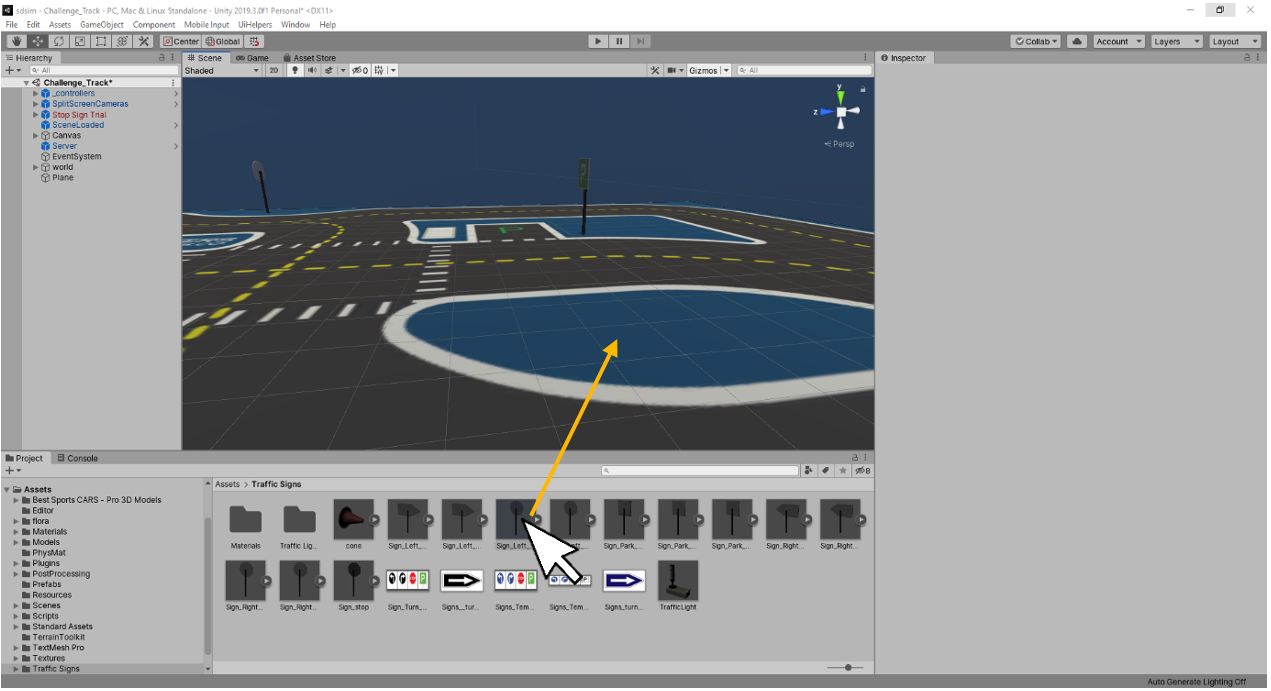 sdsim - Challenge_Track - PC, Mac & Linux Standalone - Unity 2019.3.0f1 Personal* <DX11>
File Edit Assets GameObject Component Mobile Input UiHelpers Window Help
Center Global Collab Account Layers Layout
Hierarchy
All
Challenge_Track*
_controllers
SplitScreenCameras
Stop Sign Trial
SceneLoaded
Canvas
Server
EventSystem
world
Plane
Scene Game Asset Store
Shaded 2D 0 Gizmos All
y
z
Persp
P
Inspector
Project Console
8
Assets
Best Sports CARS - Pro 3D Models
Editor
flora
Materials
Models
PhysMat
Plugins
PostProcessing
Prefabs
Resources
Scenes
Scripts
Standard Assets
TerrainToolkit
TextMesh Pro
Textures
Traffic Signs
Assets > Traffic Signs
Materials Traffic Lig... cone Sign_Left_... Sign_Left_... Sign_Left_... Sign_Park_... Sign_Park_... Sign_Park_... Sign_Right... Sign_Right...
Sign_Right... Sign_Right... Sign_stop Sign_Turn_... Signs__tur... Signs_Tem... Signs_Tem... Signs_turn... TrafficLight
Auto Generate Lighting Off